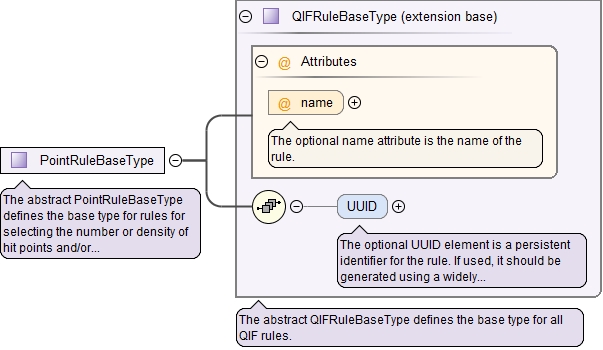 QIFRuleBaseType (extension base)
@ Attributes
@ name
The optional name attribute is the name of the
rule.
PointRuleBaseType
The abstract PointRuleBaseType
defines the base type for rules for
selecting the number or density of
hit points and/or...
UUID
The optional UUID element is a persistent
identifier for the rule. If used, it should be
generated using a widely...
The abstract QIFRuleBaseType defines the base type for all
QIF rules.